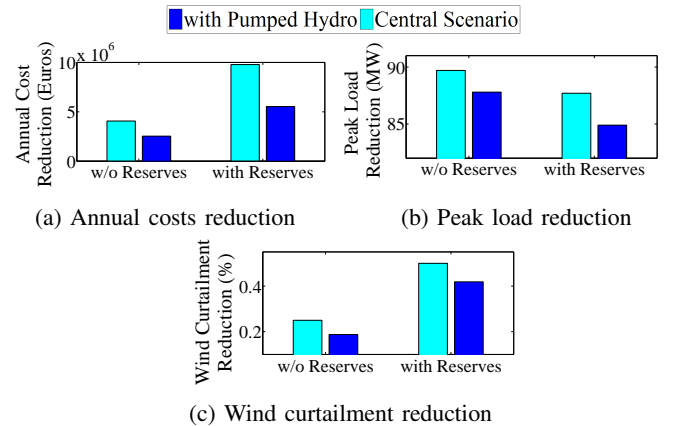 with Pumped Hydro Central Scenario
x 10^6
10
5
0
Annual Cost
Reduction (Euros)
w/o Reserves with Reserves
(a) Annual costs reduction
90
85
Peak Load
Reduction (MW)
w/o Reserves with Reserves
(b) Peak load reduction
0.4
0.2
Wind Curtailment
Reduction (%)
w/o Reserves with Reserves
(c) Wind curtailment reduction